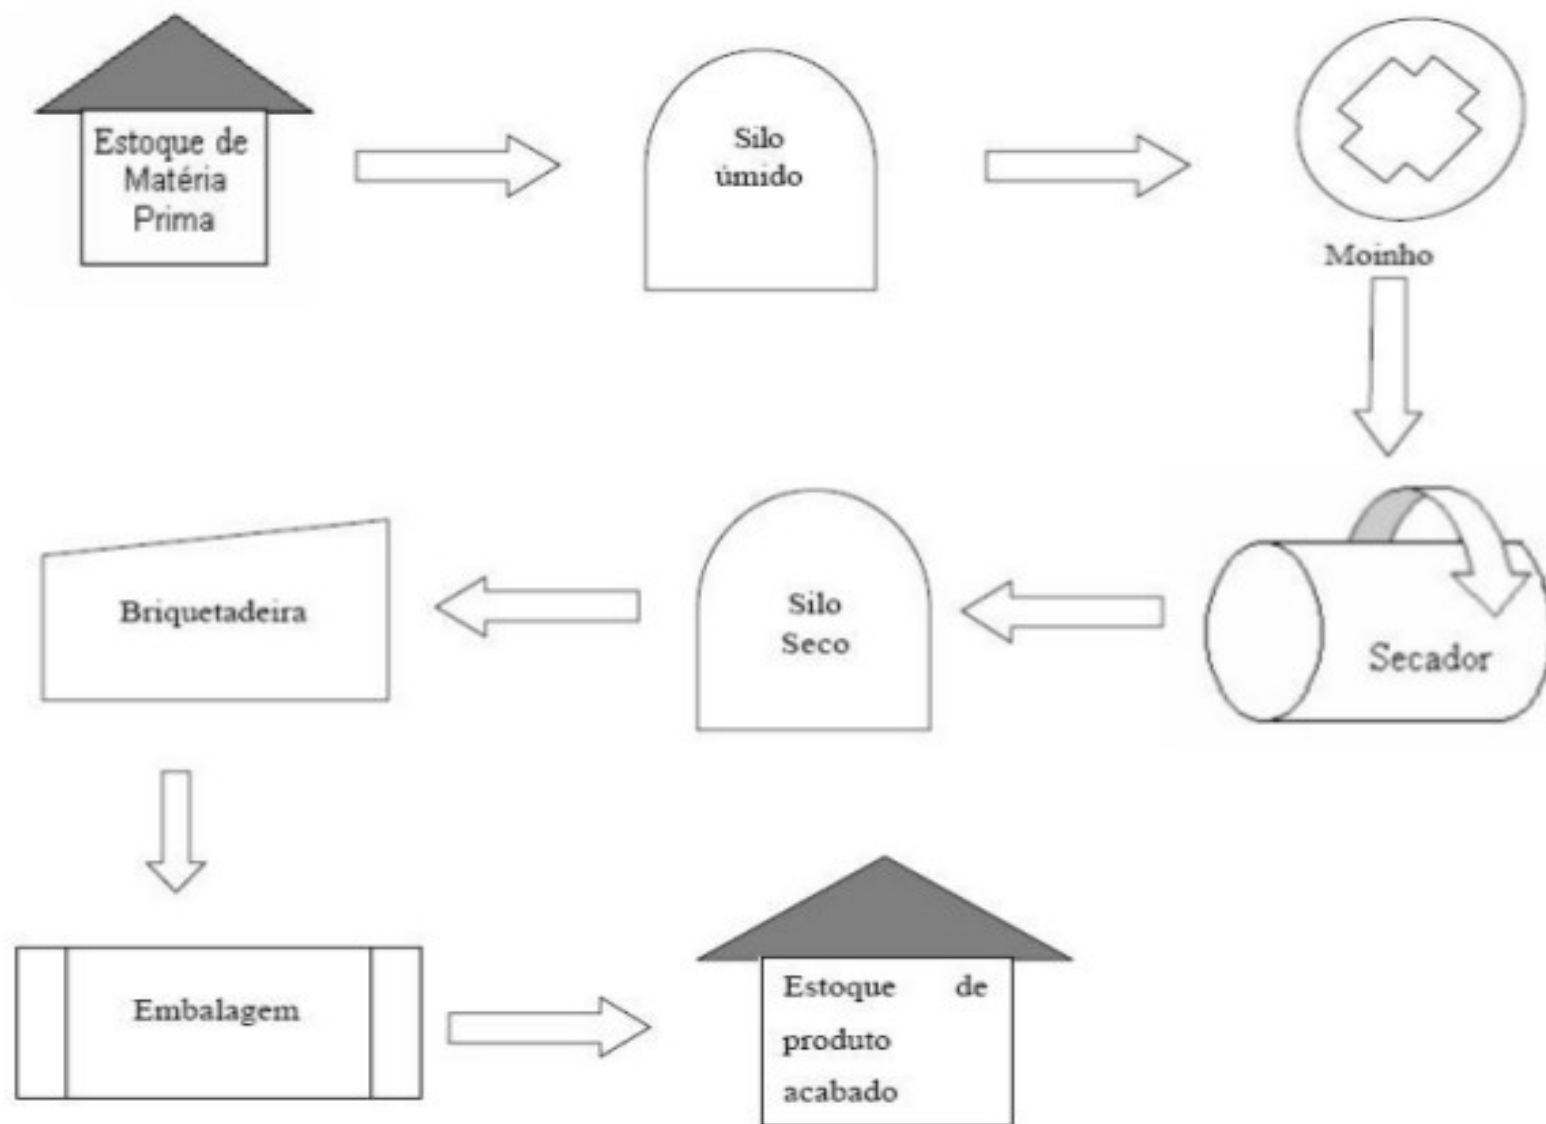 Estoque de
Matéria
Prima
Silo
úmido
Moinho
Secador
Silo
Seco
Briquetadeira
Embalagem
Estoque de
produto
acabado